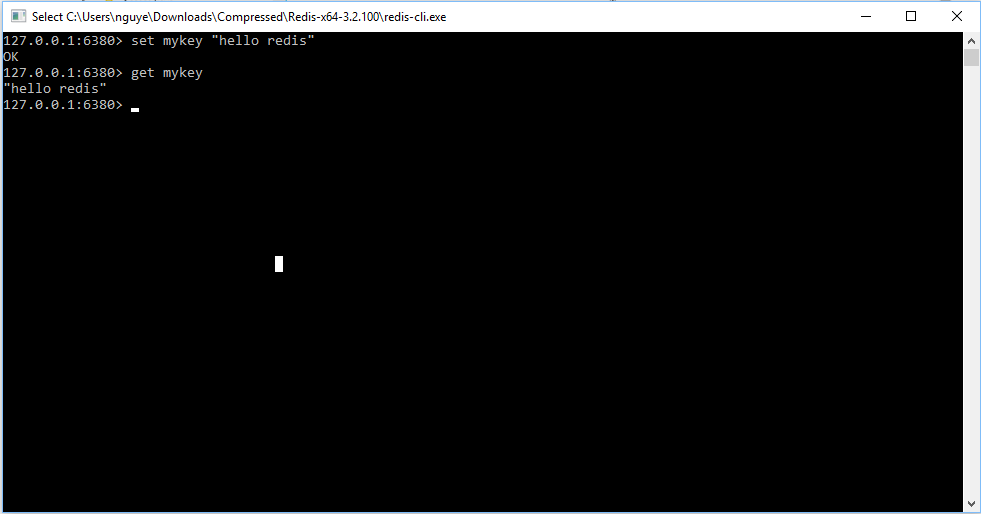 Select C:\Users\nguye\Downloads\Compressed\Redis-x64-3.2.100\redis-cli.exe
127.0.0.1:6380> set mykey "hello redis"
OK
127.0.0.1:6380> get mykey
"hello redis"
127.0.0.1:6380>